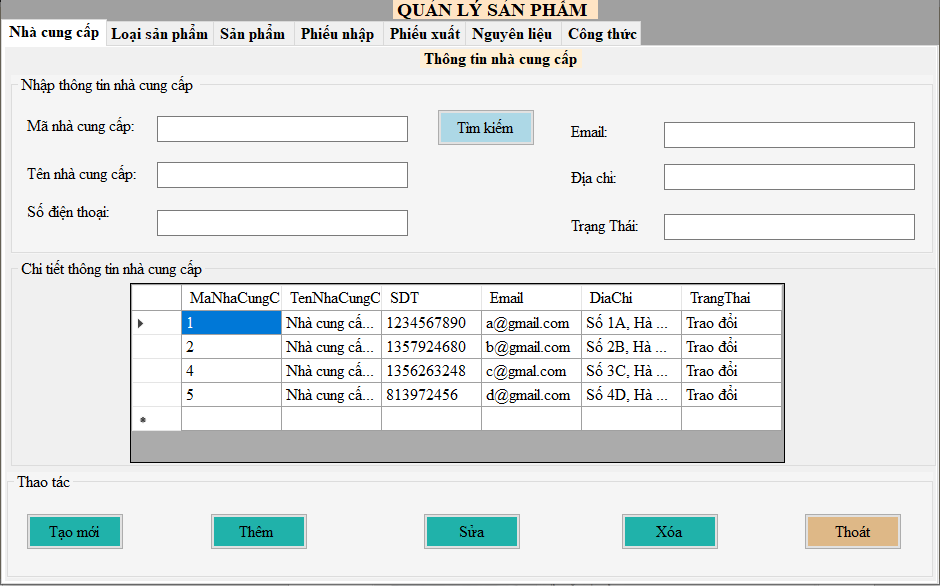 QUẢN LÝ SẢN PHẨM
Nhà cung cấp Loại sản phẩm Sản phẩm Phiếu nhập Phiếu xuất Nguyên liệu Công thức
Thông tin nhà cung cấp
Nhập thông tin nhà cung cấp
Mã nhà cung cấp:
Tìm kiếm
Email:
Tên nhà cung cấp:
Địa chỉ:
Số điện thoại:
Trạng Thái:
Chi tiết thông tin nhà cung cấp
MaNhaCungC TenNhaCungC SDT Email DiaChi TrangThai
1 Nhà cung cấ... 1234567890 a@gmail.com Số 1A, Hà ... Trao đổi
2 Nhà cung cấ... 1357924680 b@gmail.com Số 2B, Hà ... Trao đổi
4 Nhà cung cấ... 1356263248 c@gmal.com Số 3C, Hà ... Trao đổi
5 Nhà cung cấ... 813972456 d@gmail.com Số 4D, Hà ... Trao đổi
Thao tác
Tạo mới Thêm Sửa Xóa Thoát